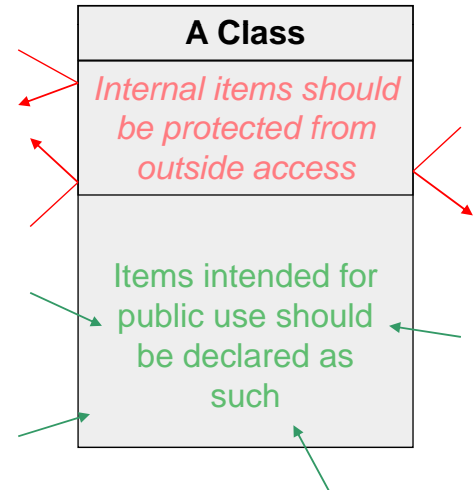 A Class
Internal items should
be protected from
outside access
Items intended for
public use should
be declared as
such